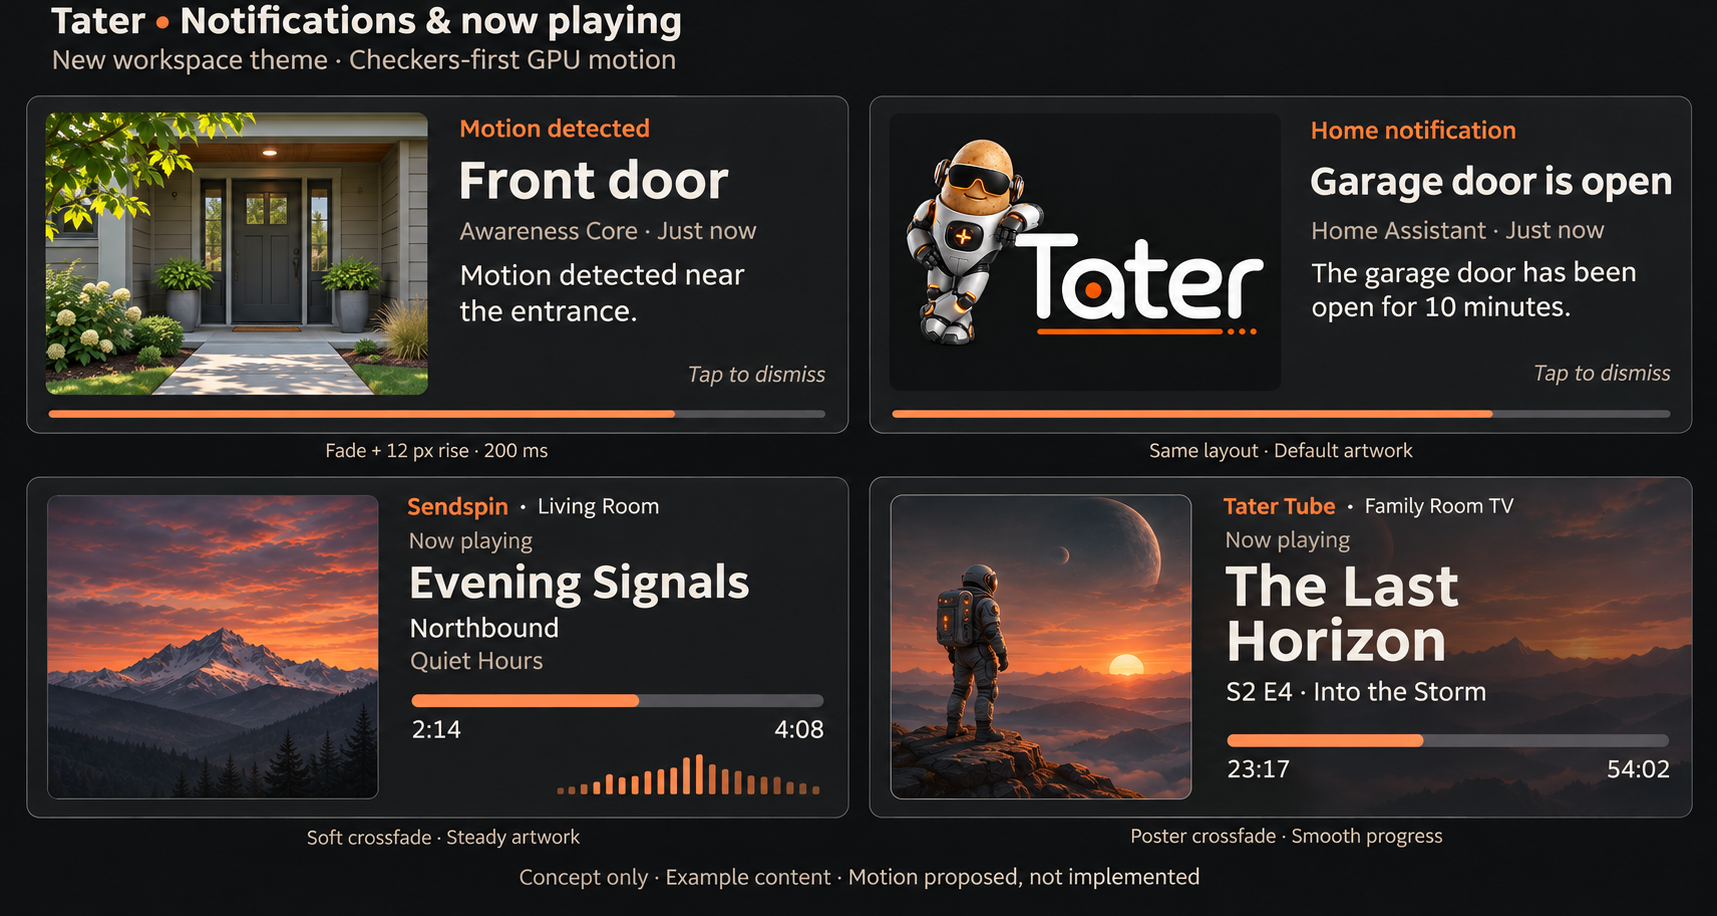 Tater • Notifications & now playing
New workspace theme · Checkers-first GPU motion
Motion detected
Front door
Awareness Core · Just now
Motion detected near
the entrance.
Tap to dismiss
Fade + 12 px rise · 200 ms
Tater
Home notification
Garage door is open
Home Assistant · Just now
The garage door has been
open for 10 minutes.
Tap to dismiss
Same layout · Default artwork
Sendspin • Living Room
Now playing
Evening Signals
Northbound
Quiet Hours
2:14 4:08
Soft crossfade · Steady artwork
Tater Tube • Family Room TV
Now playing
The Last
Horizon
S2 E4 · Into the Storm
23:17 54:02
Poster crossfade · Smooth progress
Concept only · Example content · Motion proposed, not implemented